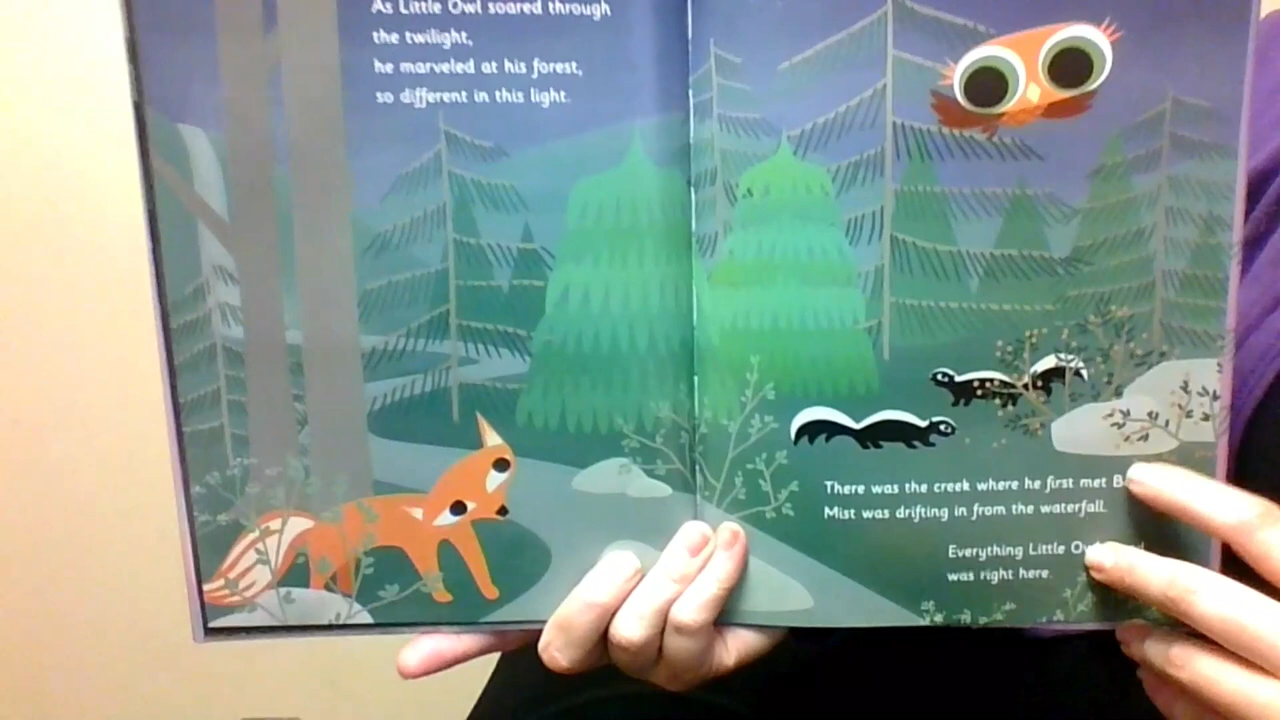 As Little Owl soared through
the twilight,
he marveled at his forest,
so different in this light.
There was the creek where he first met
Mist was drifting in from the waterfall.
Everything Little
was right here.